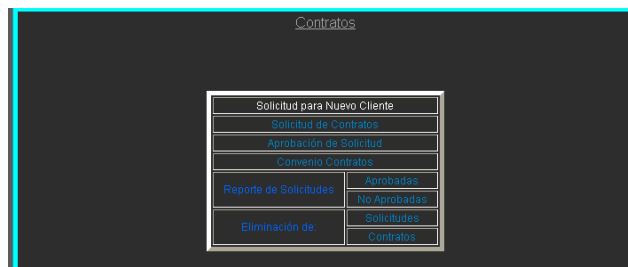 Contratos
Solicitud para Nuevo Cliente
Solicitud de Contratos
Aprobación de Solicitud
Convenio Contratos
Reporte de Solicitudes
Aprobadas
No Aprobadas
Eliminación de:
Solicitudes
Contratos